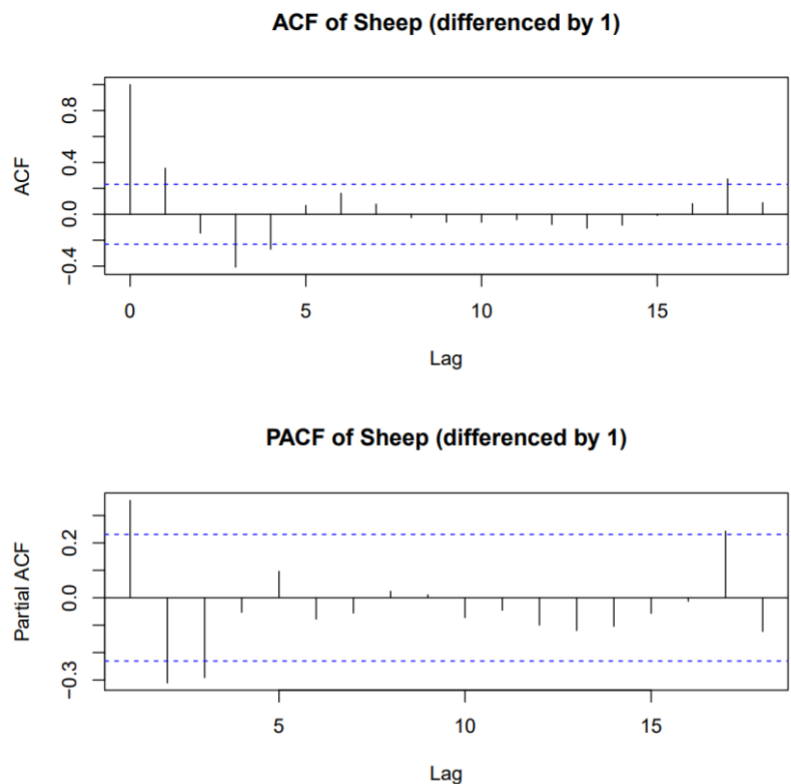 ACF of Sheep (differenced by 1)
ACF
0.8
0.4
0.0
−0.4
0 5 10 15
Lag
PACF of Sheep (differenced by 1)
Partial ACF
0.2
0.0
−0.3
5 10 15
Lag